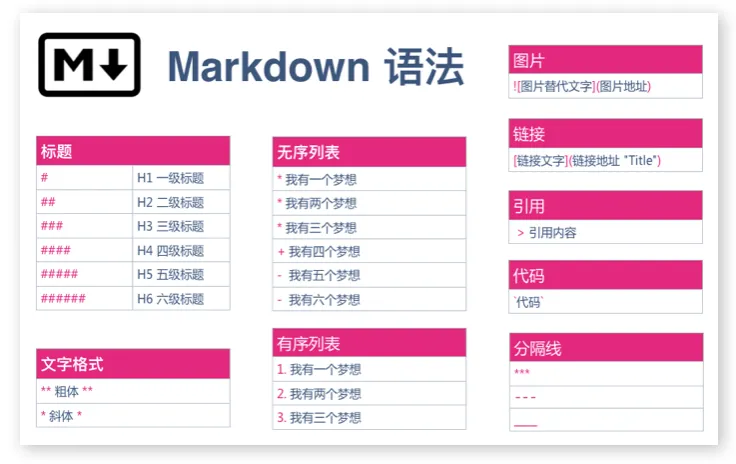 M↓
Markdown 语法
标题
# H1 一级标题
## H2 二级标题
### H3 三级标题
#### H4 四级标题
##### H5 五级标题
###### H6 六级标题
文字格式
** 粗体 **
* 斜体 *
无序列表
* 我有一个梦想
* 我有两个梦想
* 我有三个梦想
+ 我有四个梦想
- 我有五个梦想
- 我有六个梦想
有序列表
1. 我有一个梦想
2. 我有两个梦想
3. 我有三个梦想
图片
![图片替代文字](图片地址)
链接
[链接文字](链接地址 "Title")
引用
> 引用内容
代码
`代码`
分隔线
***
---
___